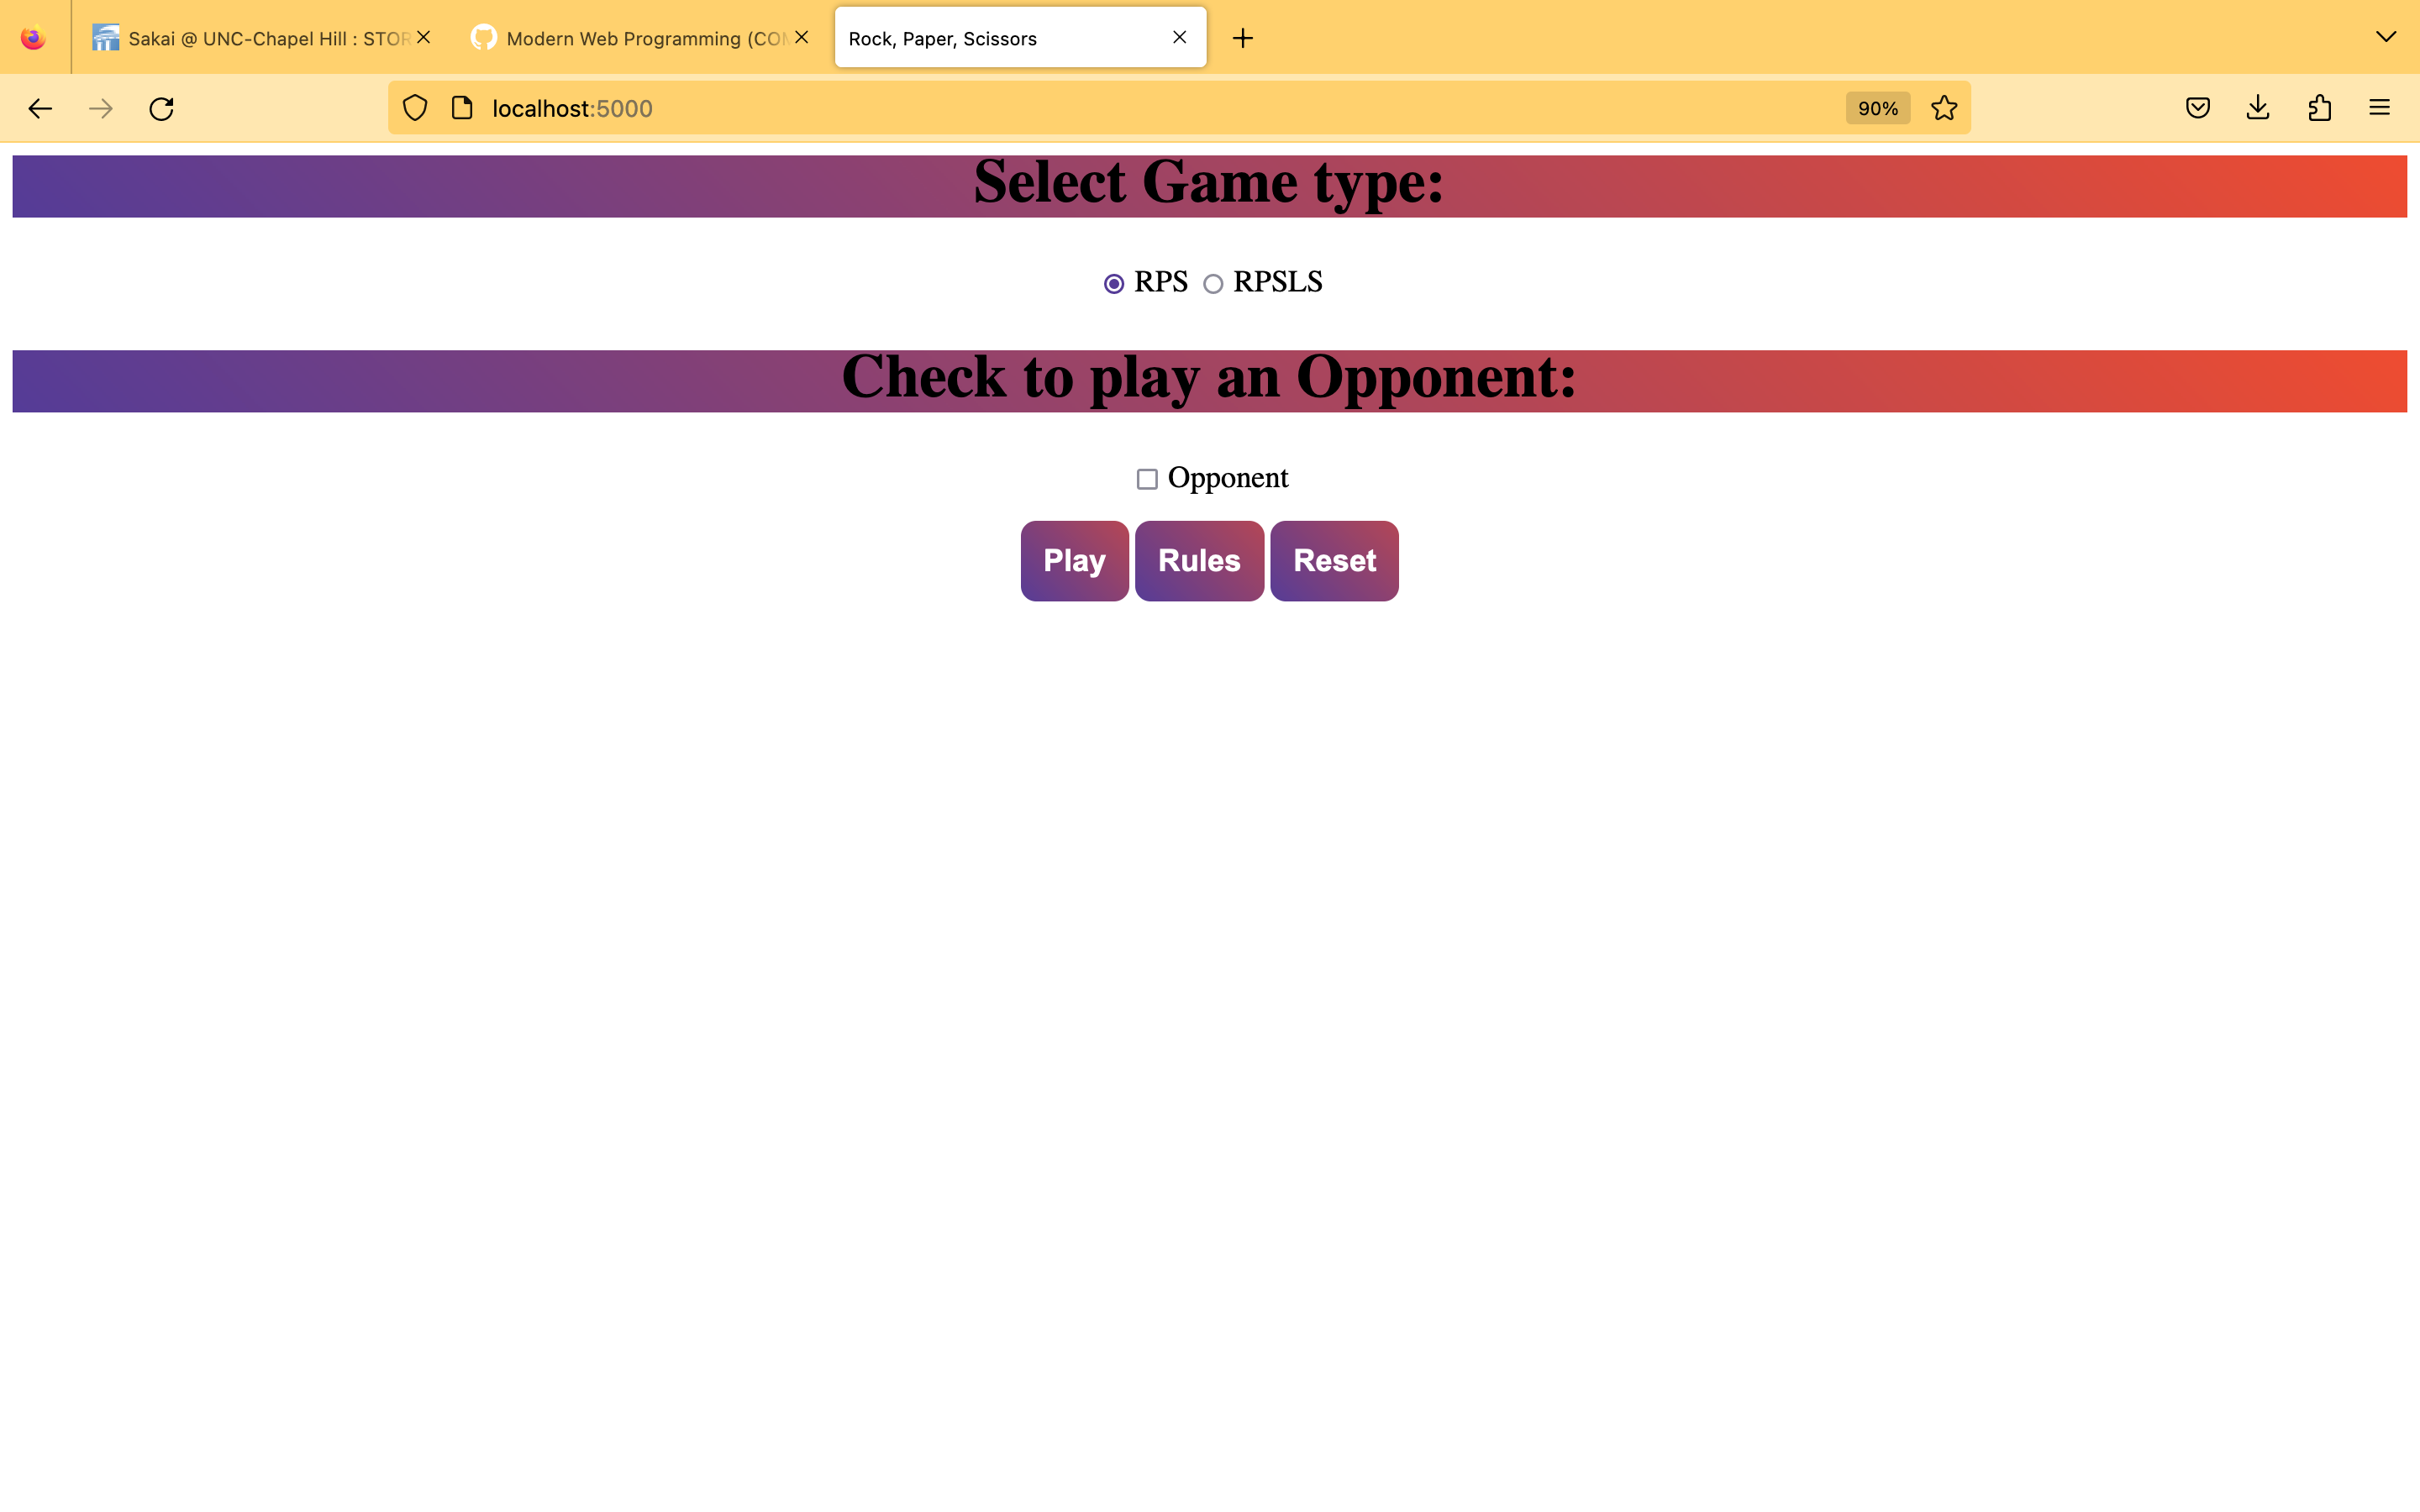 Sakai @ UNC-Chapel Hill : STOR
Modern Web Programming (COM
Rock, Paper, Scissors
localhost:5000
90%
Select Game type:
RPS RPSLS
Check to play an Opponent:
Opponent
Play Rules Reset